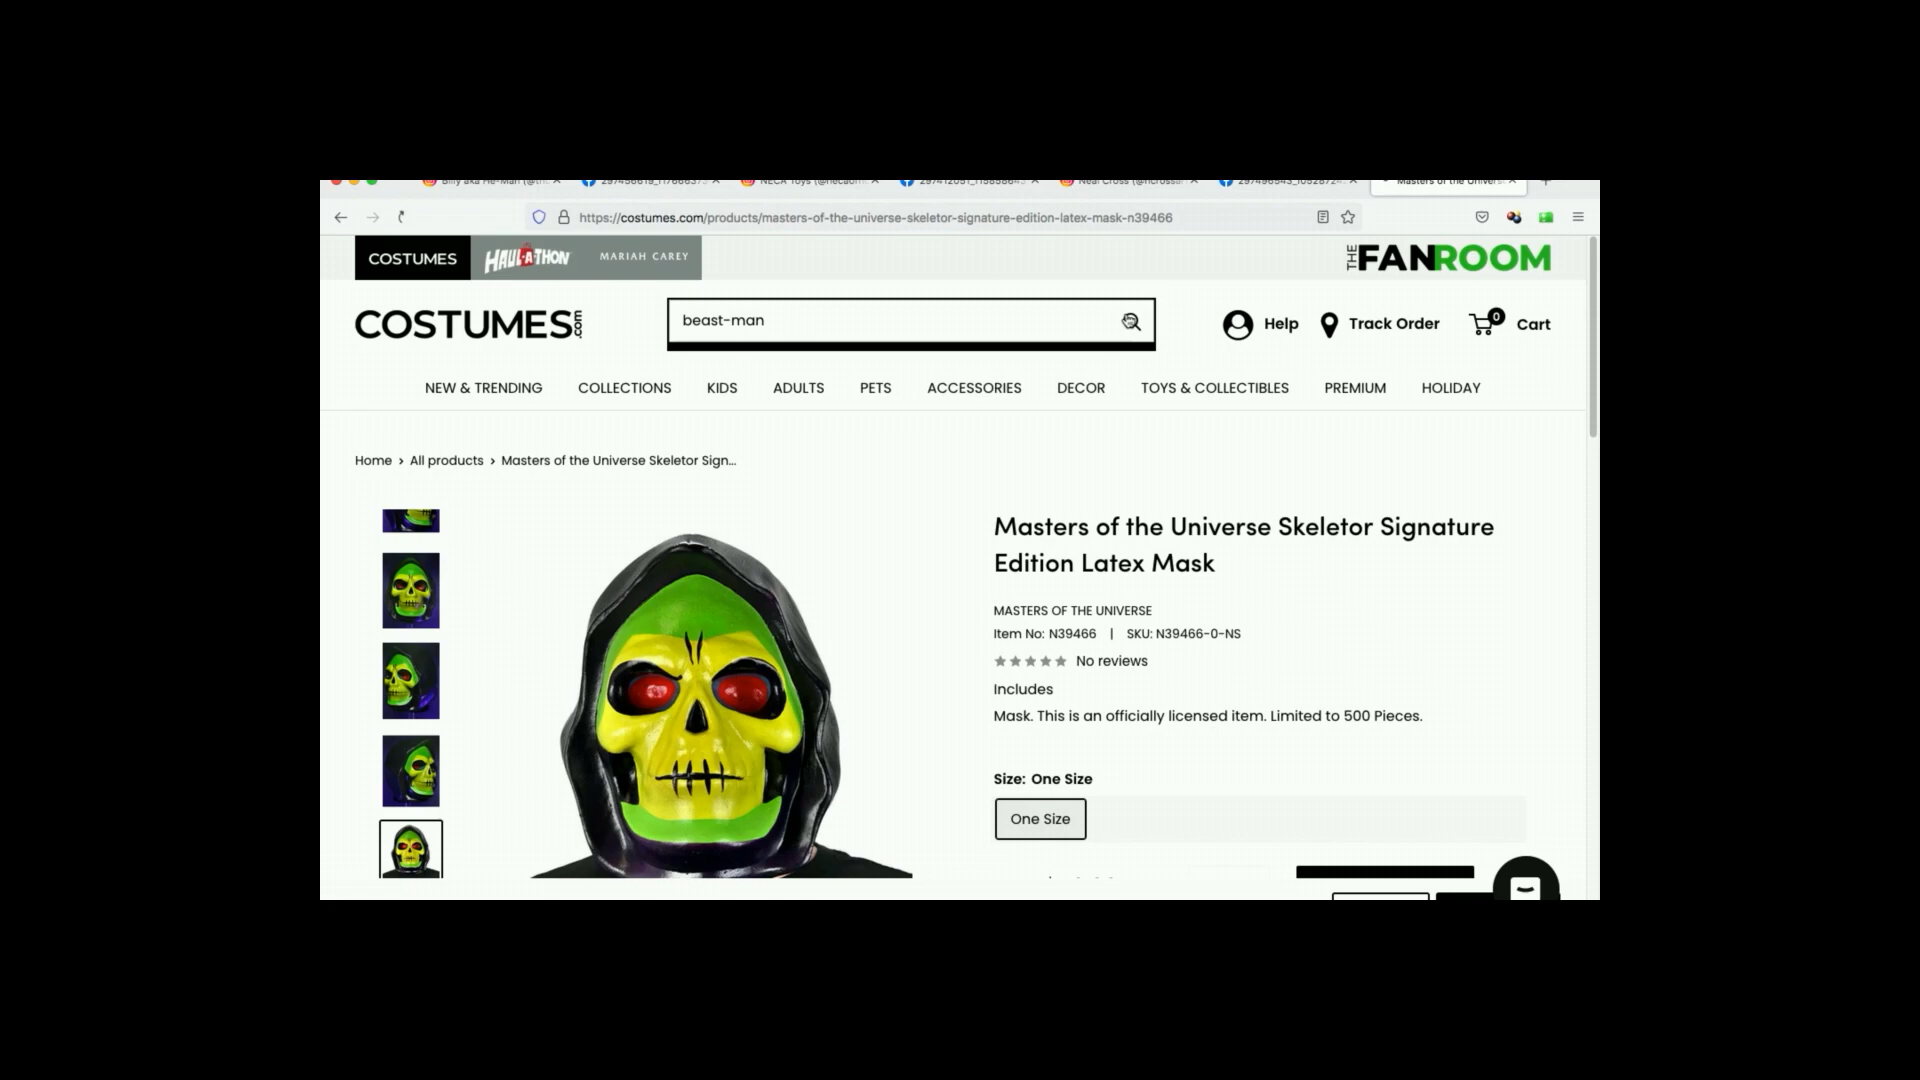 https://costumes.com/products/masters-of-the-universe-skeletor-signature-edition-latex-mask-n39466
COSTUMES
HAUL-A-THON
MARIAH CAREY
THE FANROOM
COSTUMES.com
beast-man
Help
Track Order
0
Cart
NEW & TRENDING
COLLECTIONS
KIDS
ADULTS
PETS
ACCESSORIES
DECOR
TOYS & COLLECTIBLES
PREMIUM
HOLIDAY
Home > All products > Masters of the Universe Skeletor Sign...
Masters of the Universe Skeletor Signature
Edition Latex Mask
MASTERS OF THE UNIVERSE
Item No: N39466 | SKU: N39466-0-NS
No reviews
Includes
Mask. This is an officially licensed item. Limited to 500 Pieces.
Size: One Size
One Size